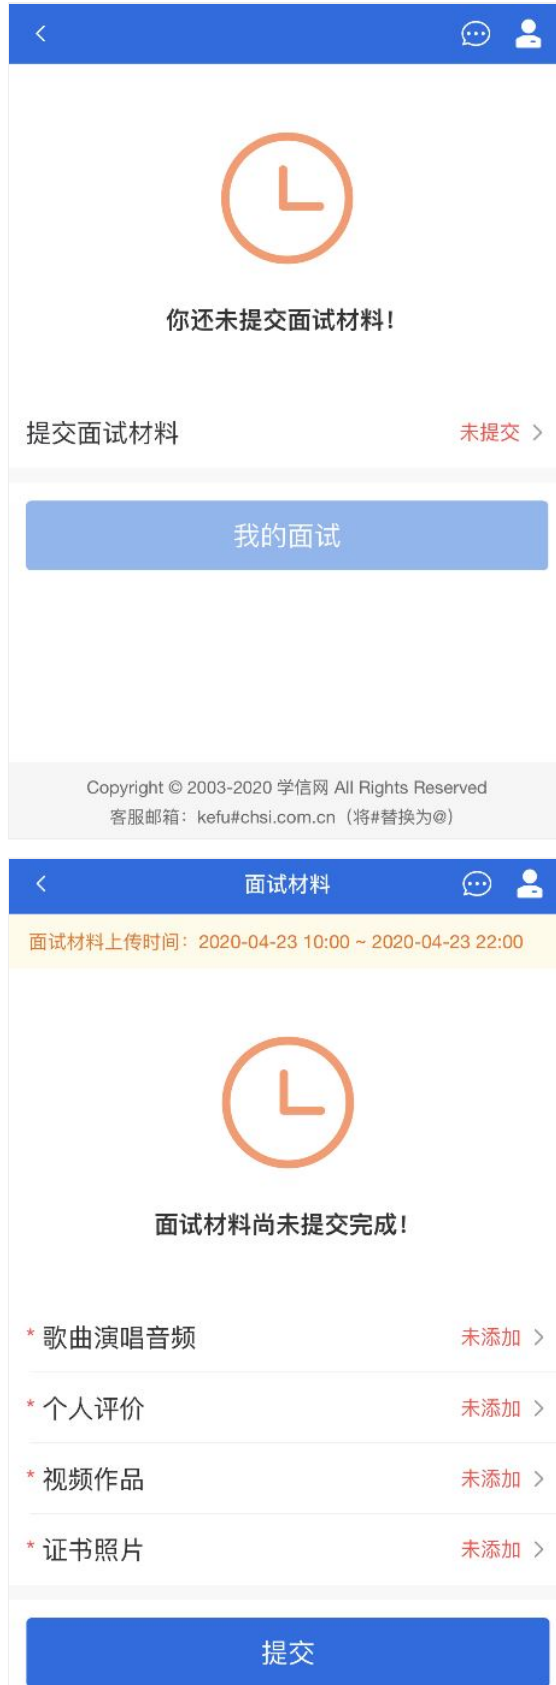 你还未提交面试材料!
提交面试材料 未提交
我的面试
Copyright © 2003-2020 学信网 All Rights Reserved
客服邮箱：kefu#chsi.com.cn（将#替换为@）
面试材料
面试材料上传时间：2020-04-23 10:00 ~ 2020-04-23 22:00
面试材料尚未提交完成!
* 歌曲演唱音频 未添加
* 个人评价 未添加
* 视频作品 未添加
* 证书照片 未添加
提交